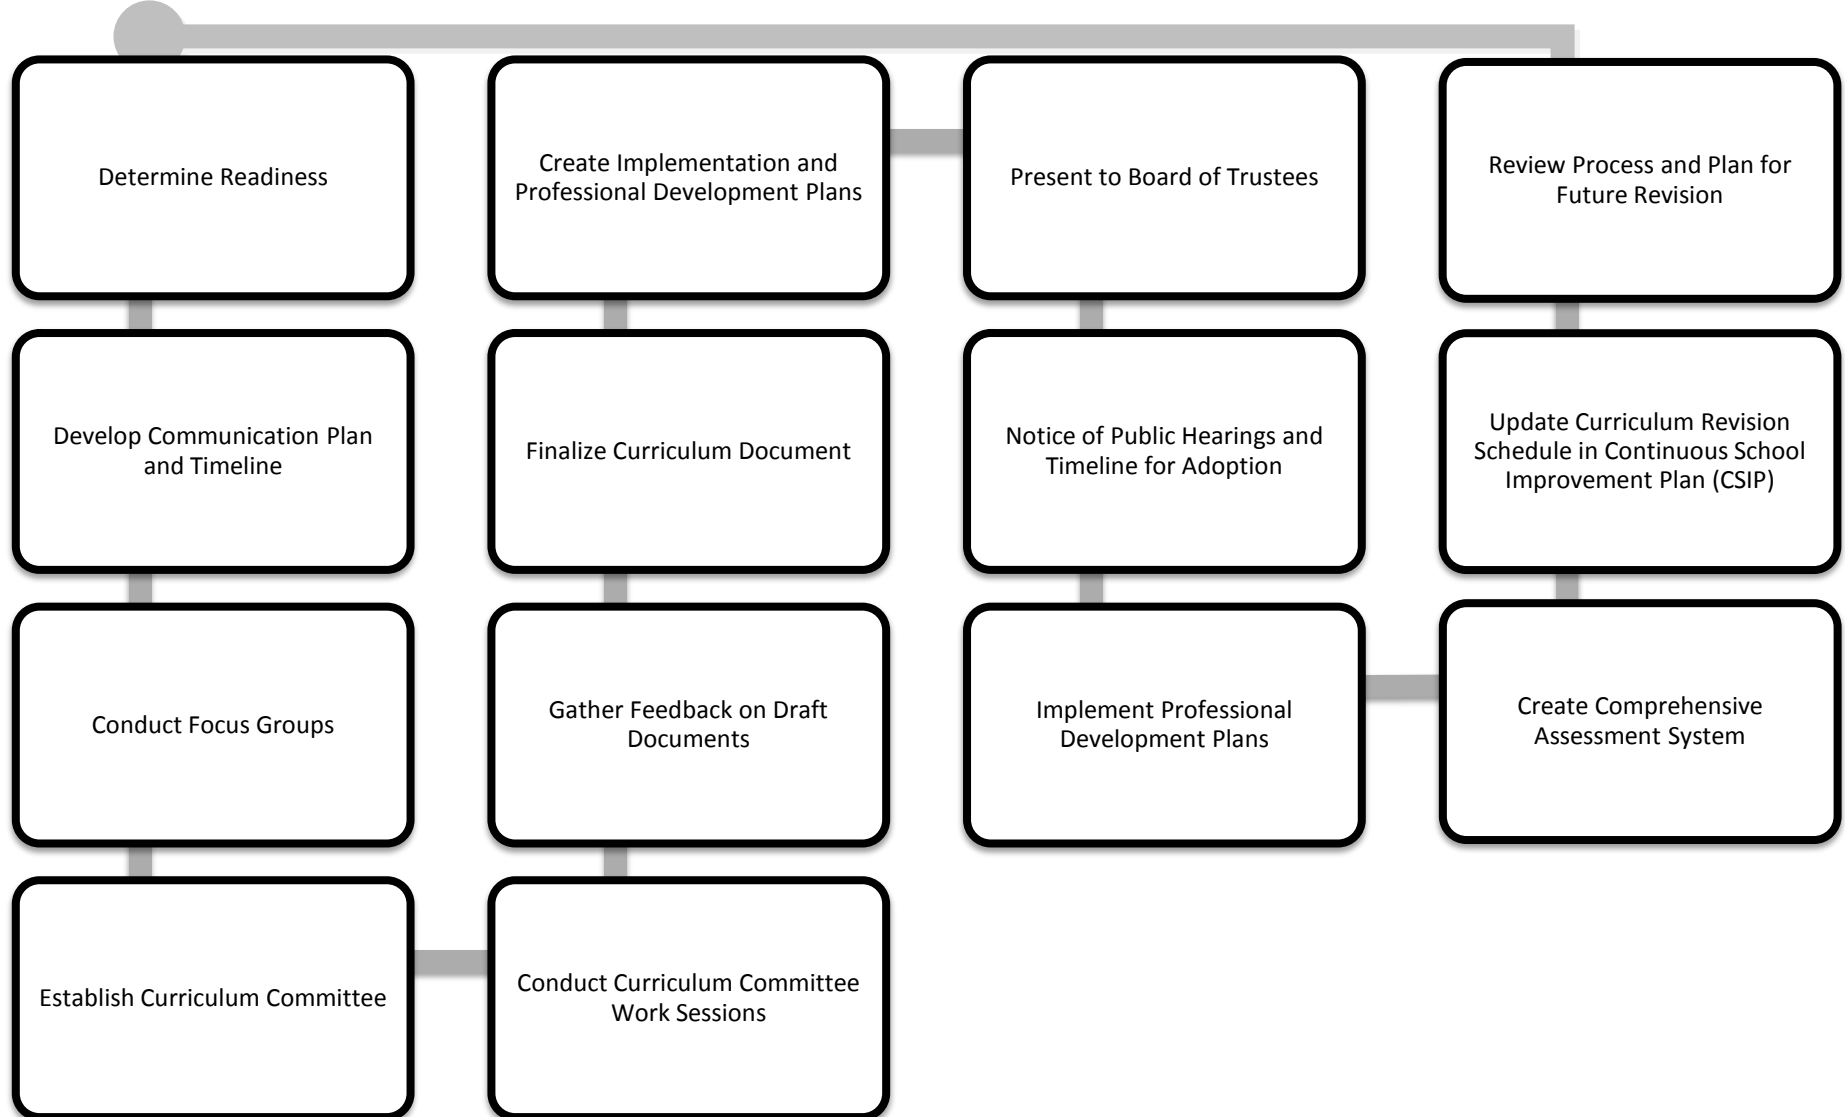 Determine Readiness
Develop Communication Plan
and Timeline
Conduct Focus Groups
Establish Curriculum Committee
Conduct Curriculum Committee
Work Sessions
Gather Feedback on Draft
Documents
Finalize Curriculum Document
Create Implementation and
Professional Development Plans
Present to Board of Trustees
Notice of Public Hearings and
Timeline for Adoption
Implement Professional
Development Plans
Create Comprehensive
Assessment System
Update Curriculum Revision
Schedule in Continuous School
Improvement Plan (CSIP)
Review Process and Plan for
Future Revision